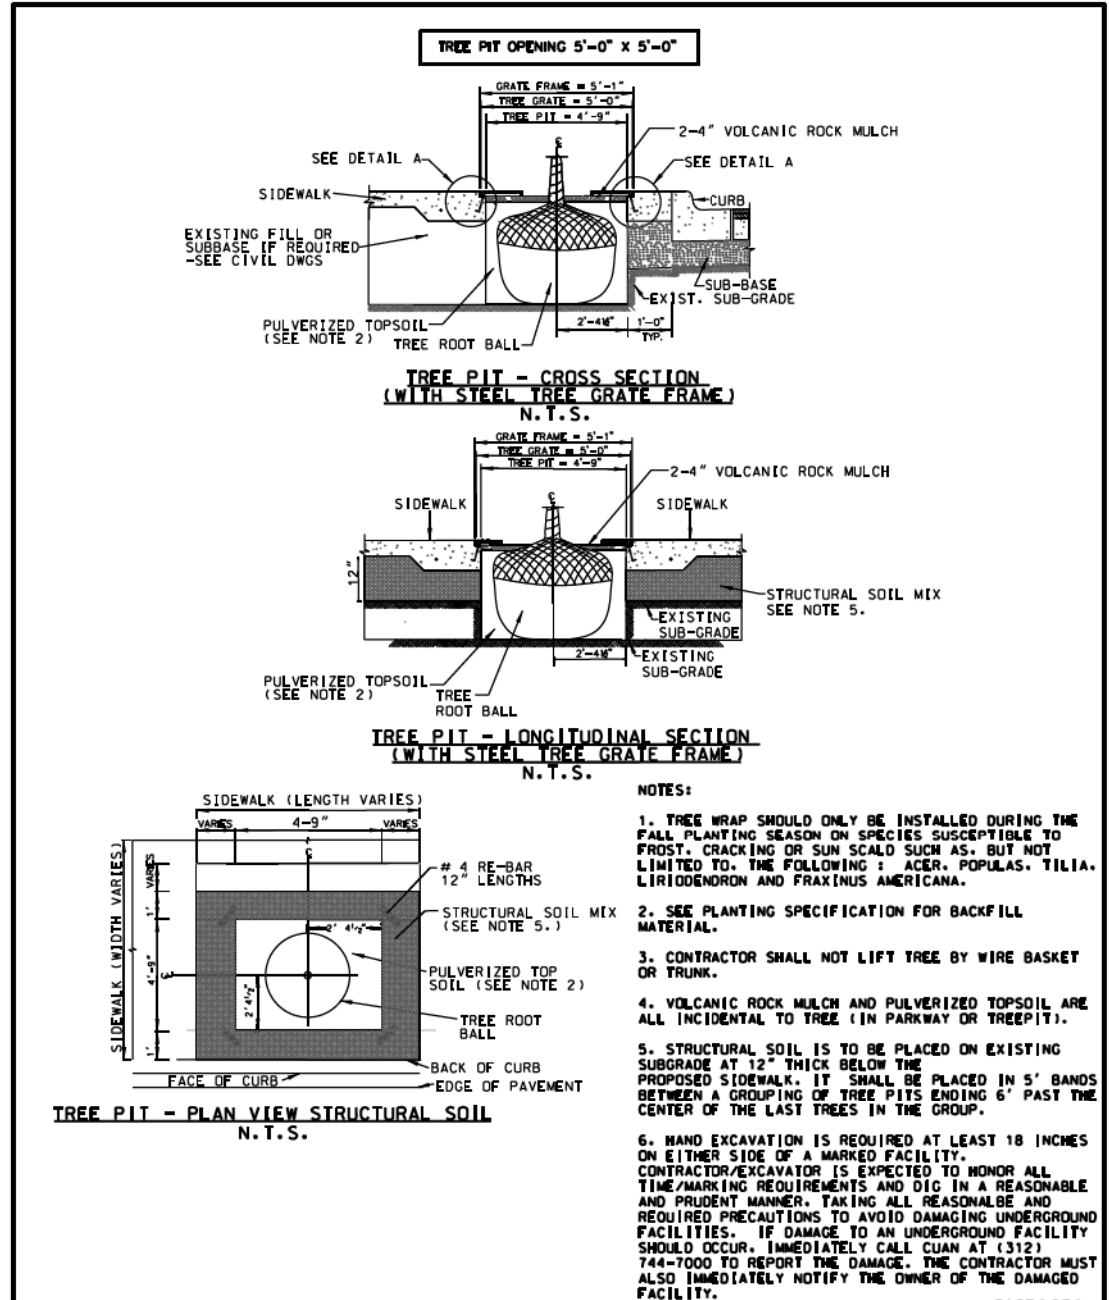 TREE PIT OPENING 5'-0" X 5'-0"
GRATE FRAME = 5'-1"
TREE GRATE = 5'-0"
TREE PIT = 4'-9"
℄
2-4" VOLCANIC ROCK MULCH
SEE DETAIL A
SEE DETAIL A
SIDEWALK
CURB
EXISTING FILL OR
SUBBASE IF REQUIRED
-SEE CIVIL DWGS
SUB-BASE
EXIST. SUB-GRADE
PULVERIZED TOPSOIL
(SEE NOTE 2)
TREE ROOT BALL
2'-4½"
1'-0"
TYP.
TREE PIT - CROSS SECTION
(WITH STEEL TREE GRATE FRAME)
N.T.S.
GRATE FRAME = 5'-1"
TREE GRATE = 5'-0"
TREE PIT = 4'-9"
2-4" VOLCANIC ROCK MULCH
℄
SIDEWALK
SIDEWALK
12"
STRUCTURAL SOIL MIX
SEE NOTE 5.
EXISTING
SUB-GRADE
2'-4½"
EXISTING
SUB-GRADE
PULVERIZED TOPSOIL
(SEE NOTE 2)
TREE
ROOT BALL
TREE PIT - LONGITUDINAL SECTION
(WITH STEEL TREE GRATE FRAME)
N.T.S.
SIDEWALK (LENGTH VARIES)
VARIES
4-9"
VARIES
℄
SIDEWALK (WIDTH VARIES)
VARIES
1'
4'-9"
1'
℄
# 4 RE-BAR
12" LENGTHS
STRUCTURAL SOIL MIX
(SEE NOTE 5.)
2' 4½"
2' 4½"
PULVERIZED TOP
SOIL (SEE NOTE 2)
TREE ROOT
BALL
BACK OF CURB
FACE OF CURB
EDGE OF PAVEMENT
TREE PIT - PLAN VIEW STRUCTURAL SOIL
N.T.S.
NOTES:
1. TREE WRAP SHOULD ONLY BE INSTALLED DURING THE
FALL PLANTING SEASON ON SPECIES SUSCEPTIBLE TO
FROST. CRACKING OR SUN SCALD SUCH AS. BUT NOT
LIMITED TO. THE FOLLOWING : ACER. POPULAS. TILIA.
LIRIODENDRON AND FRAXINUS AMERICANA.
2. SEE PLANTING SPECIFICATION FOR BACKFILL
MATERIAL.
3. CONTRACTOR SHALL NOT LIFT TREE BY WIRE BASKET
OR TRUNK.
4. VOLCANIC ROCK MULCH AND PULVERIZED TOPSOIL ARE
ALL INCIDENTAL TO TREE (IN PARKWAY OR TREEPIT).
5. STRUCTURAL SOIL IS TO BE PLACED ON EXISTING
SUBGRADE AT 12" THICK BELOW THE
PROPOSED SIDEWALK. IT SHALL BE PLACED IN 5' BANDS
BETWEEN A GROUPING OF TREE PITS ENDING 6' PAST THE
CENTER OF THE LAST TREES IN THE GROUP.
6. HAND EXCAVATION IS REQUIRED AT LEAST 18 INCHES
ON EITHER SIDE OF A MARKED FACILITY.
CONTRACTOR/EXCAVATOR IS EXPECTED TO HONOR ALL
TIME/MARKING REQUIREMENTS AND DIG IN A REASONABLE
AND PRUDENT MANNER. TAKING ALL REASONALBE AND
REQUIRED PRECAUTIONS TO AVOID DAMAGING UNDERGROUND
FACILITIES. IF DAMAGE TO AN UNDERGROUND FACILITY
SHOULD OCCUR. IMMEDIATELY CALL CUAN AT (312)
744-7000 TO REPORT THE DAMAGE. THE CONTRACTOR MUST
ALSO IMMEDIATELY NOTIFY THE OWNER OF THE DAMAGED
FACILITY.